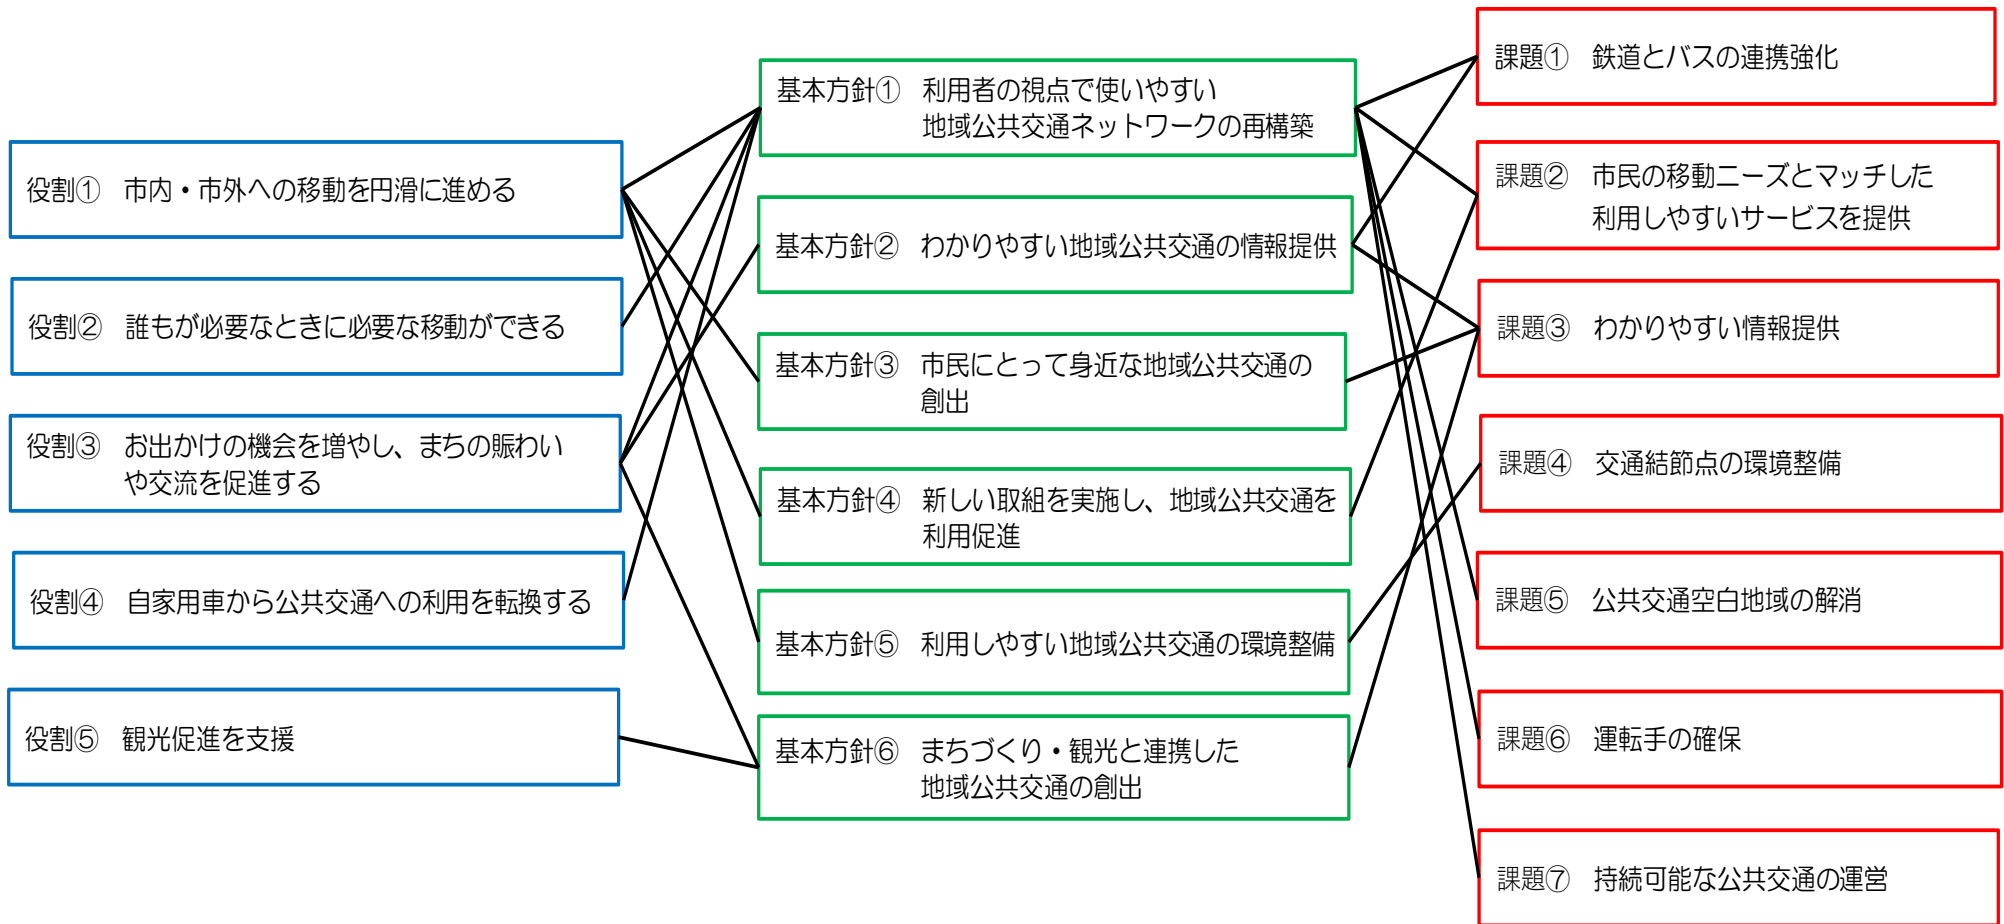 役割① 市内・市外への移動を円滑に進める
役割② 誰もが必要なときに必要な移動ができる
役割③ お出かけの機会を増やし、まちの賑わい
や交流を促進する
役割④ 自家用車から公共交通への利用を転換する
役割⑤ 観光促進を支援
基本方針① 利用者の視点で使いやすい
地域公共交通ネットワークの再構築
基本方針② わかりやすい地域公共交通の情報提供
基本方針③ 市民にとって身近な地域公共交通の
創出
基本方針④ 新しい取組を実施し、地域公共交通を
利用促進
基本方針⑤ 利用しやすい地域公共交通の環境整備
基本方針⑥ まちづくり・観光と連携した
地域公共交通の創出
課題① 鉄道とバスの連携強化
課題② 市民の移動ニーズとマッチした
利用しやすいサービスを提供
課題③ わかりやすい情報提供
課題④ 交通結節点の環境整備
課題⑤ 公共交通空白地域の解消
課題⑥ 運転手の確保
課題⑦ 持続可能な公共交通の運営